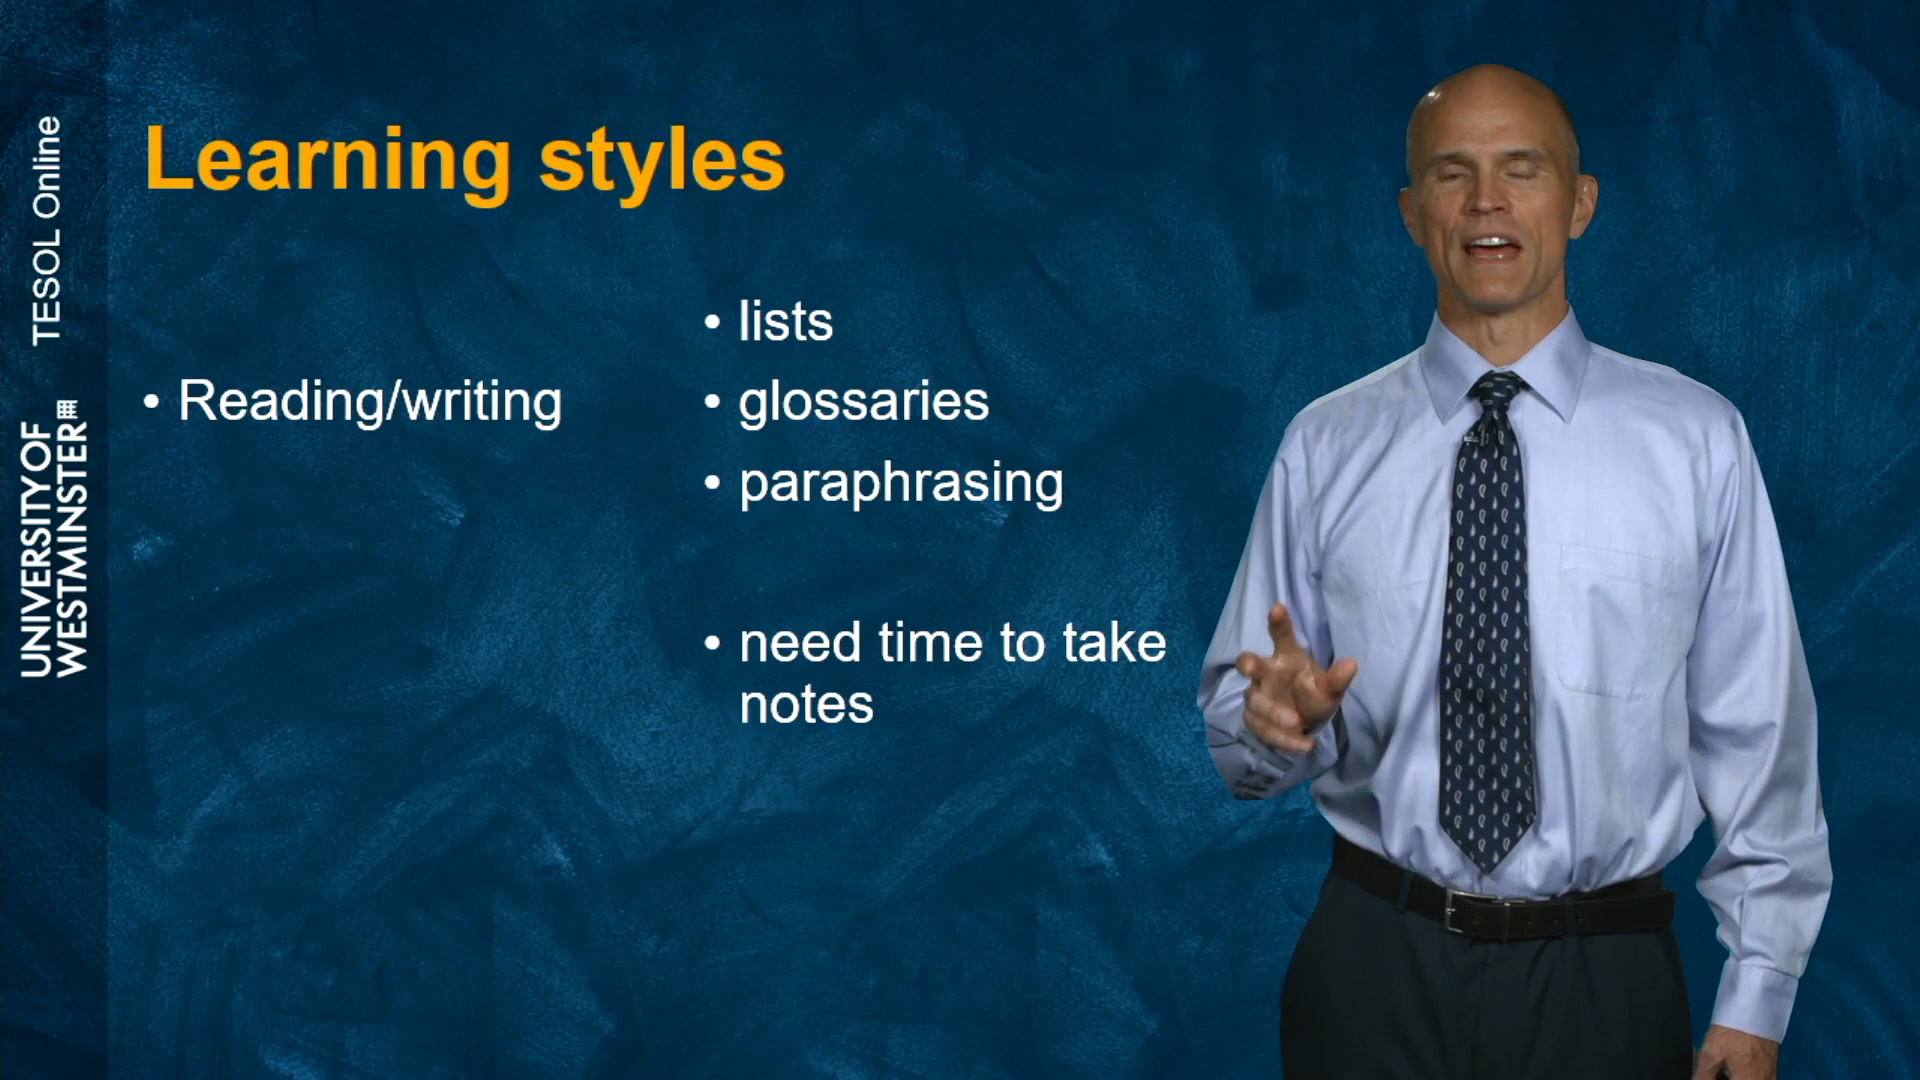 TESOL Online
UNIVERSITY OF
WESTMINSTER
Learning styles
• Reading/writing
• lists
• glossaries
• paraphrasing
• need time to take
notes